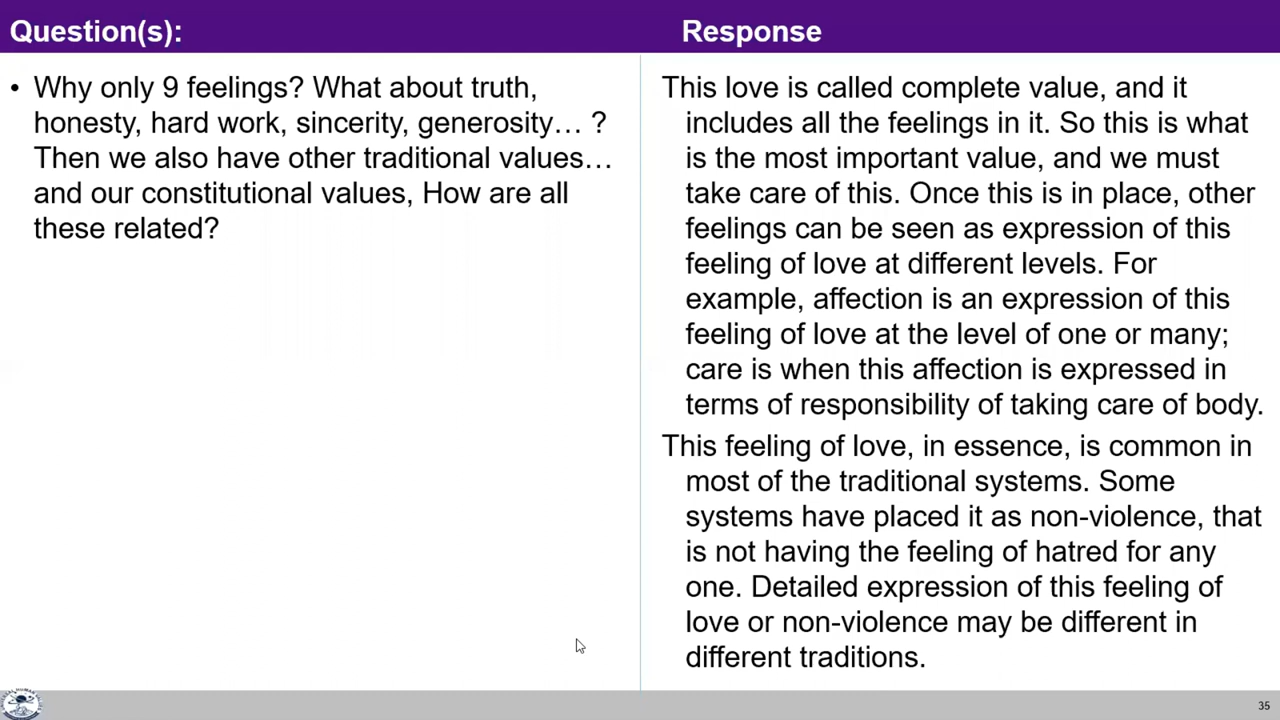 Question(s):
Response
• Why only 9 feelings? What about truth,
honesty, hard work, sincerity, generosity… ?
Then we also have other traditional values…
and our constitutional values, How are all
these related?
This love is called complete value, and it
includes all the feelings in it. So this is what
is the most important value, and we must
take care of this. Once this is in place, other
feelings can be seen as expression of this
feeling of love at different levels. For
example, affection is an expression of this
feeling of love at the level of one or many;
care is when this affection is expressed in
terms of responsibility of taking care of body.
This feeling of love, in essence, is common in
most of the traditional systems. Some
systems have placed it as non-violence, that
is not having the feeling of hatred for any
one. Detailed expression of this feeling of
love or non-violence may be different in
different traditions.
35